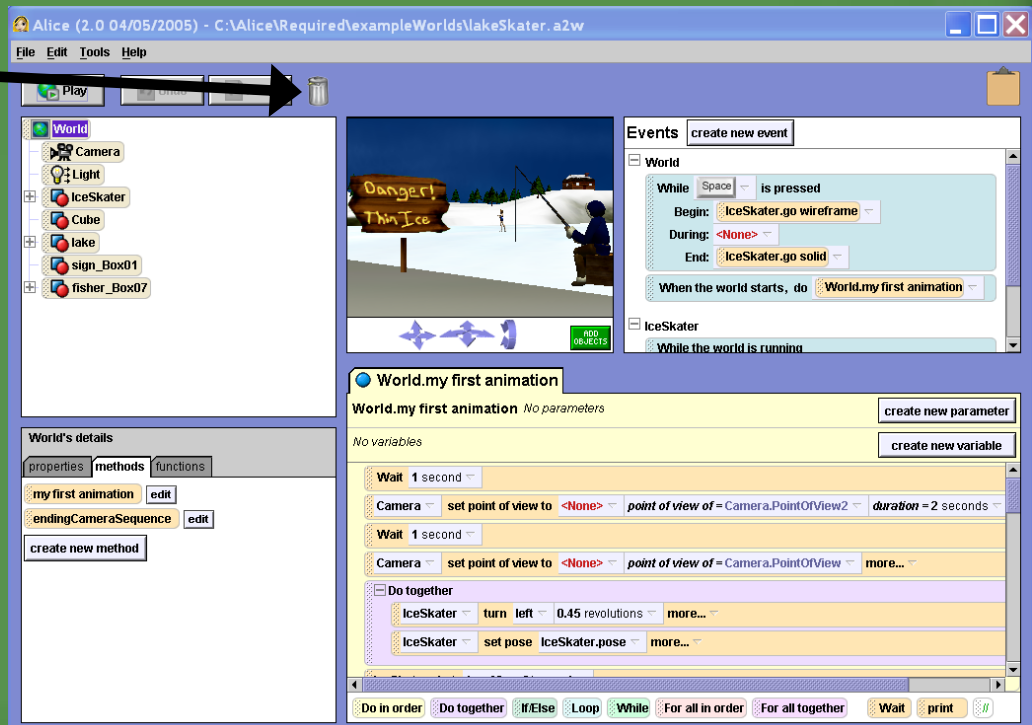 Alice (2.0 04/05/2005) - C:\Alice\Required\exampleWorlds\lakeSkater.a2w
File Edit Tools Help
Play Undo
World
Camera
Light
IceSkater
Cube
lake
sign_Box01
fisher_Box07
Danger!
Thin Ice
ADD
OBJECTS
Events create new event
World
While Space is pressed
Begin: IceSkater.go wireframe
During: <None>
End: IceSkater.go solid
When the world starts, do World.my first animation
IceSkater
While the world is running
World's details
properties methods functions
my first animation edit
endingCameraSequence edit
create new method
World.my first animation
World.my first animation No parameters create new parameter
No variables create new variable
Wait 1 second
Camera set point of view to <None> point of view of = Camera.PointOfView2 duration = 2 seconds
Wait 1 second
Camera set point of view to <None> point of view of = Camera.PointOfView more...
Do together
IceSkater turn left 0.45 revolutions more...
IceSkater set pose IceSkater.pose more...
Do in order Do together If/Else Loop While For all in order For all together Wait print //